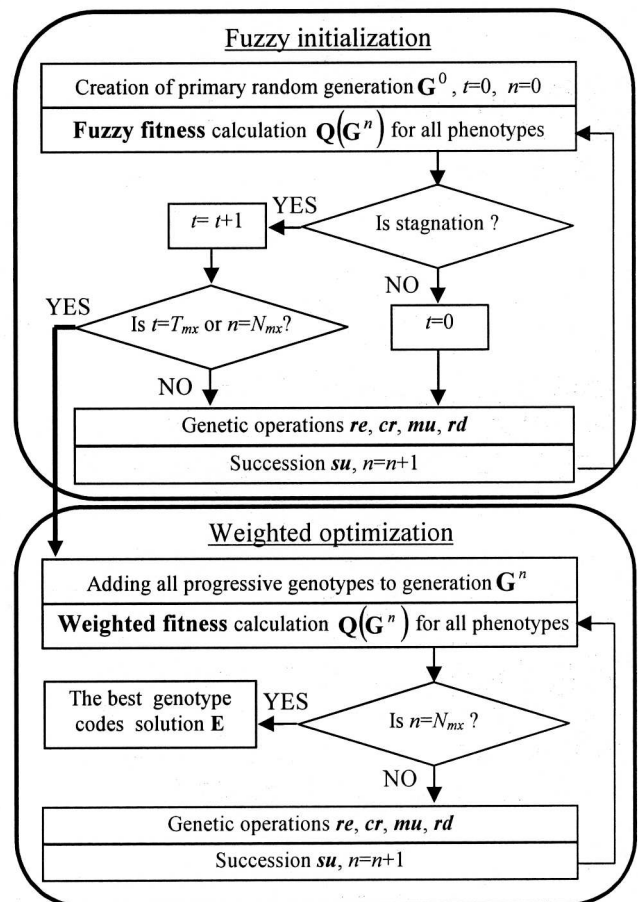 Fuzzy initialization
Creation of primary random generation G⁰ , t=0, n=0
Fuzzy fitness calculation Q(Gⁿ) for all phenotypes
Is stagnation ?
YES
t= t+1
NO
t=0
YES
Is t=Tₘₓ or n=Nₘₓ?
NO
Genetic operations re, cr, mu, rd
Succession su, n=n+1
Weighted optimization
Adding all progressive genotypes to generation Gⁿ
Weighted fitness calculation Q(Gⁿ) for all phenotypes
Is n=Nₘₓ ?
YES
The best genotype
codes solution E
NO
Genetic operations re, cr, mu, rd
Succession su, n=n+1